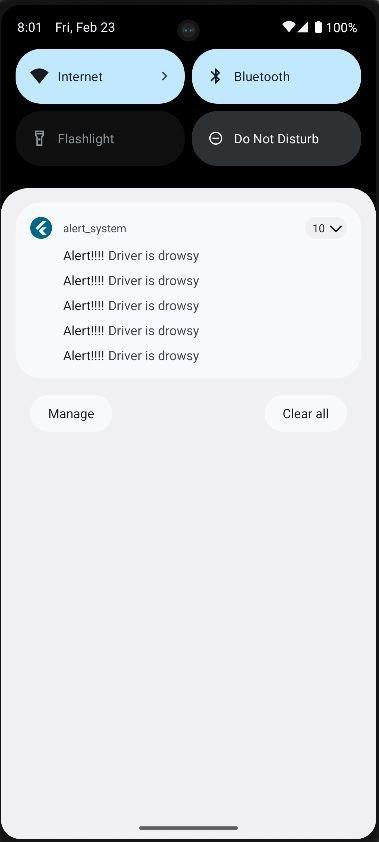 8:01 Fri, Feb 23 100%
Internet Bluetooth
Flashlight Do Not Disturb
alert_system 10
Alert!!!! Driver is drowsy
Alert!!!! Driver is drowsy
Alert!!!! Driver is drowsy
Alert!!!! Driver is drowsy
Alert!!!! Driver is drowsy
Manage Clear all